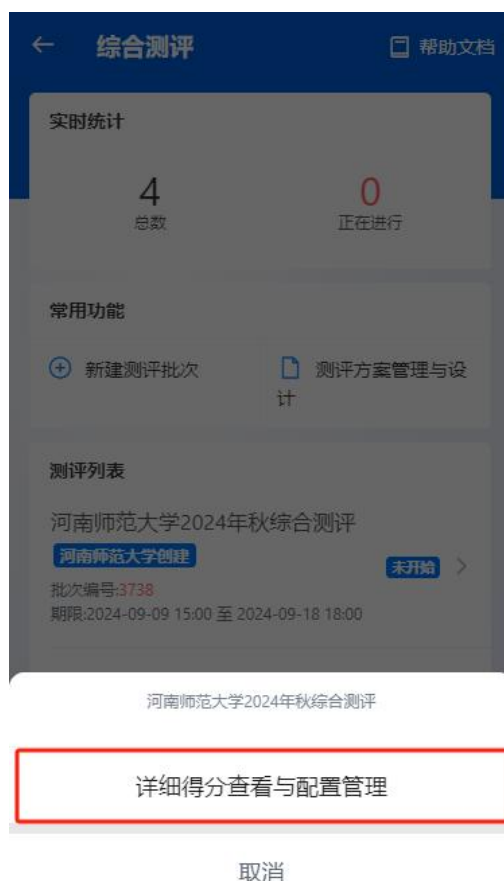 综合测评
帮助文档
实时统计
4
总数
0
正在进行
常用功能
新建测评批次
测评方案管理与设
计
测评列表
河南师范大学2024年秋综合测评
河南师范大学创建
未开始
批次编号:3738
期限:2024-09-09 15:00 至 2024-09-18 18:00
河南师范大学2024年秋综合测评
详细得分查看与配置管理
取消